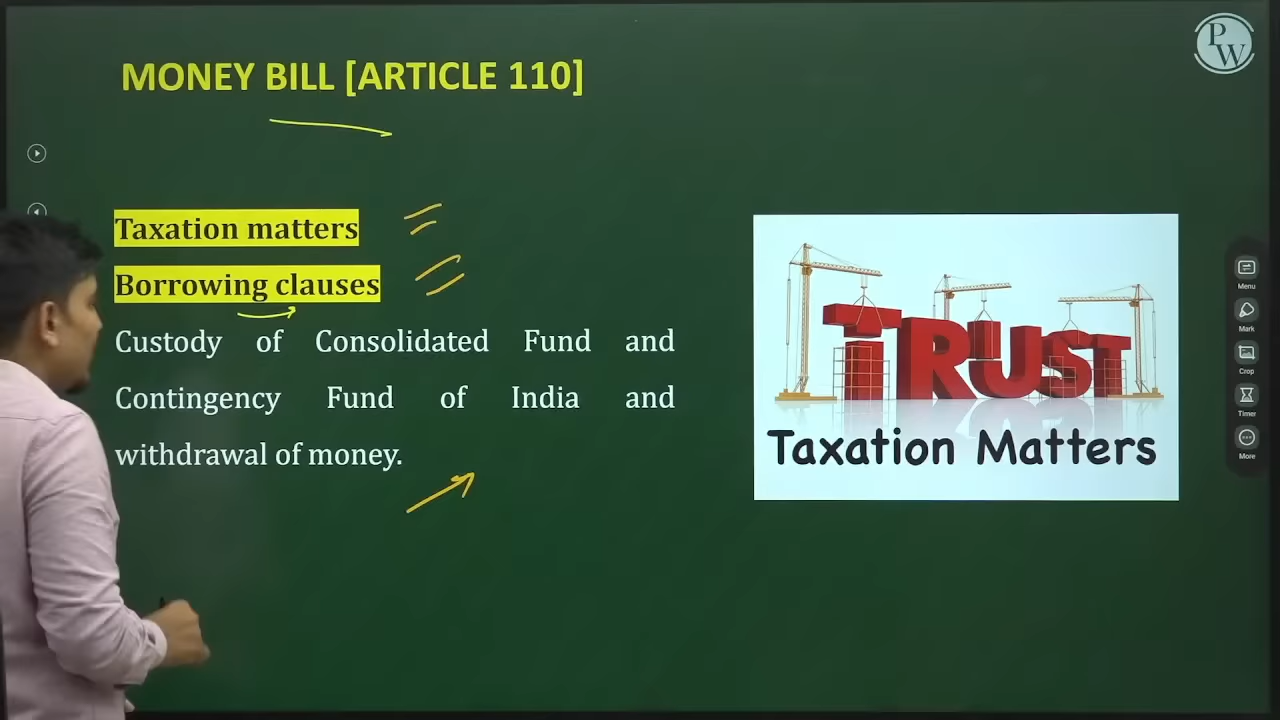 MONEY BILL [ARTICLE 110]
PW
Taxation matters
Borrowing clauses
Custody of Consolidated Fund and
Contingency Fund of India and
withdrawal of money.
TRUST
Taxation Matters
Menu
Mark
Crop
Timer
More